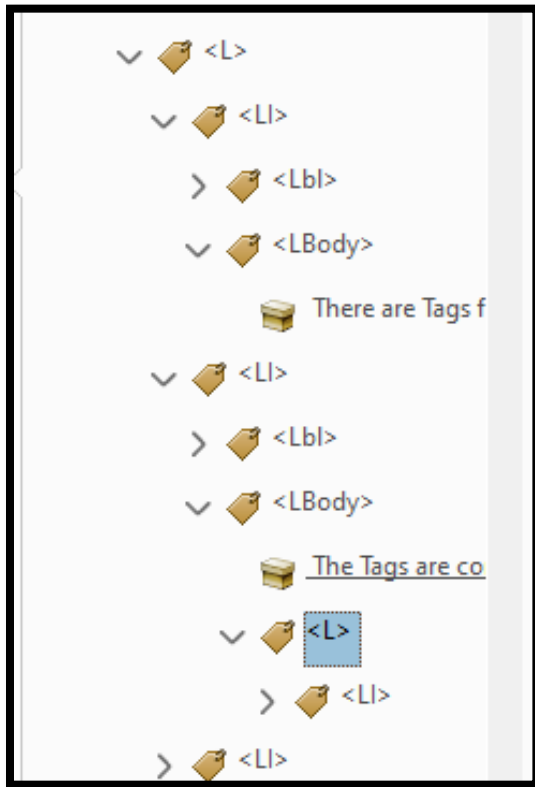 <L>
<LI>
<Lbl>
<LBody>
There are Tags f
<LI>
<Lbl>
<LBody>
The Tags are co
<L>
<LI>
<LI>